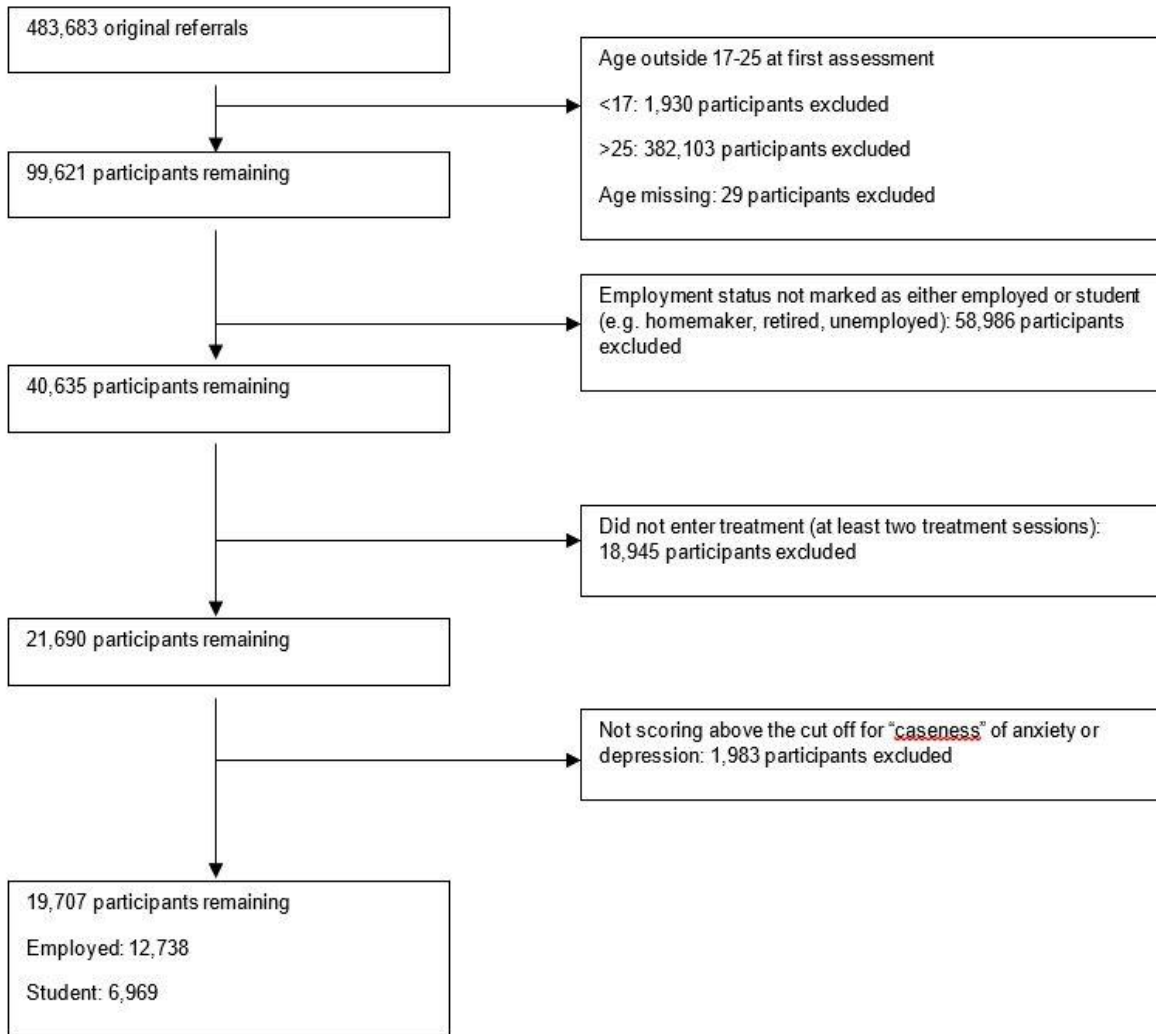 483,683 original referrals
Age outside 17-25 at first assessment
<17: 1,930 participants excluded
>25: 382,103 participants excluded
Age missing: 29 participants excluded
99,621 participants remaining
Employment status not marked as either employed or student
(e.g. homemaker, retired, unemployed): 58,986 participants
excluded
40,635 participants remaining
Did not enter treatment (at least two treatment sessions):
18,945 participants excluded
21,690 participants remaining
Not scoring above the cut off for “caseness” of anxiety or
depression: 1,983 participants excluded
19,707 participants remaining
Employed: 12,738
Student: 6,969